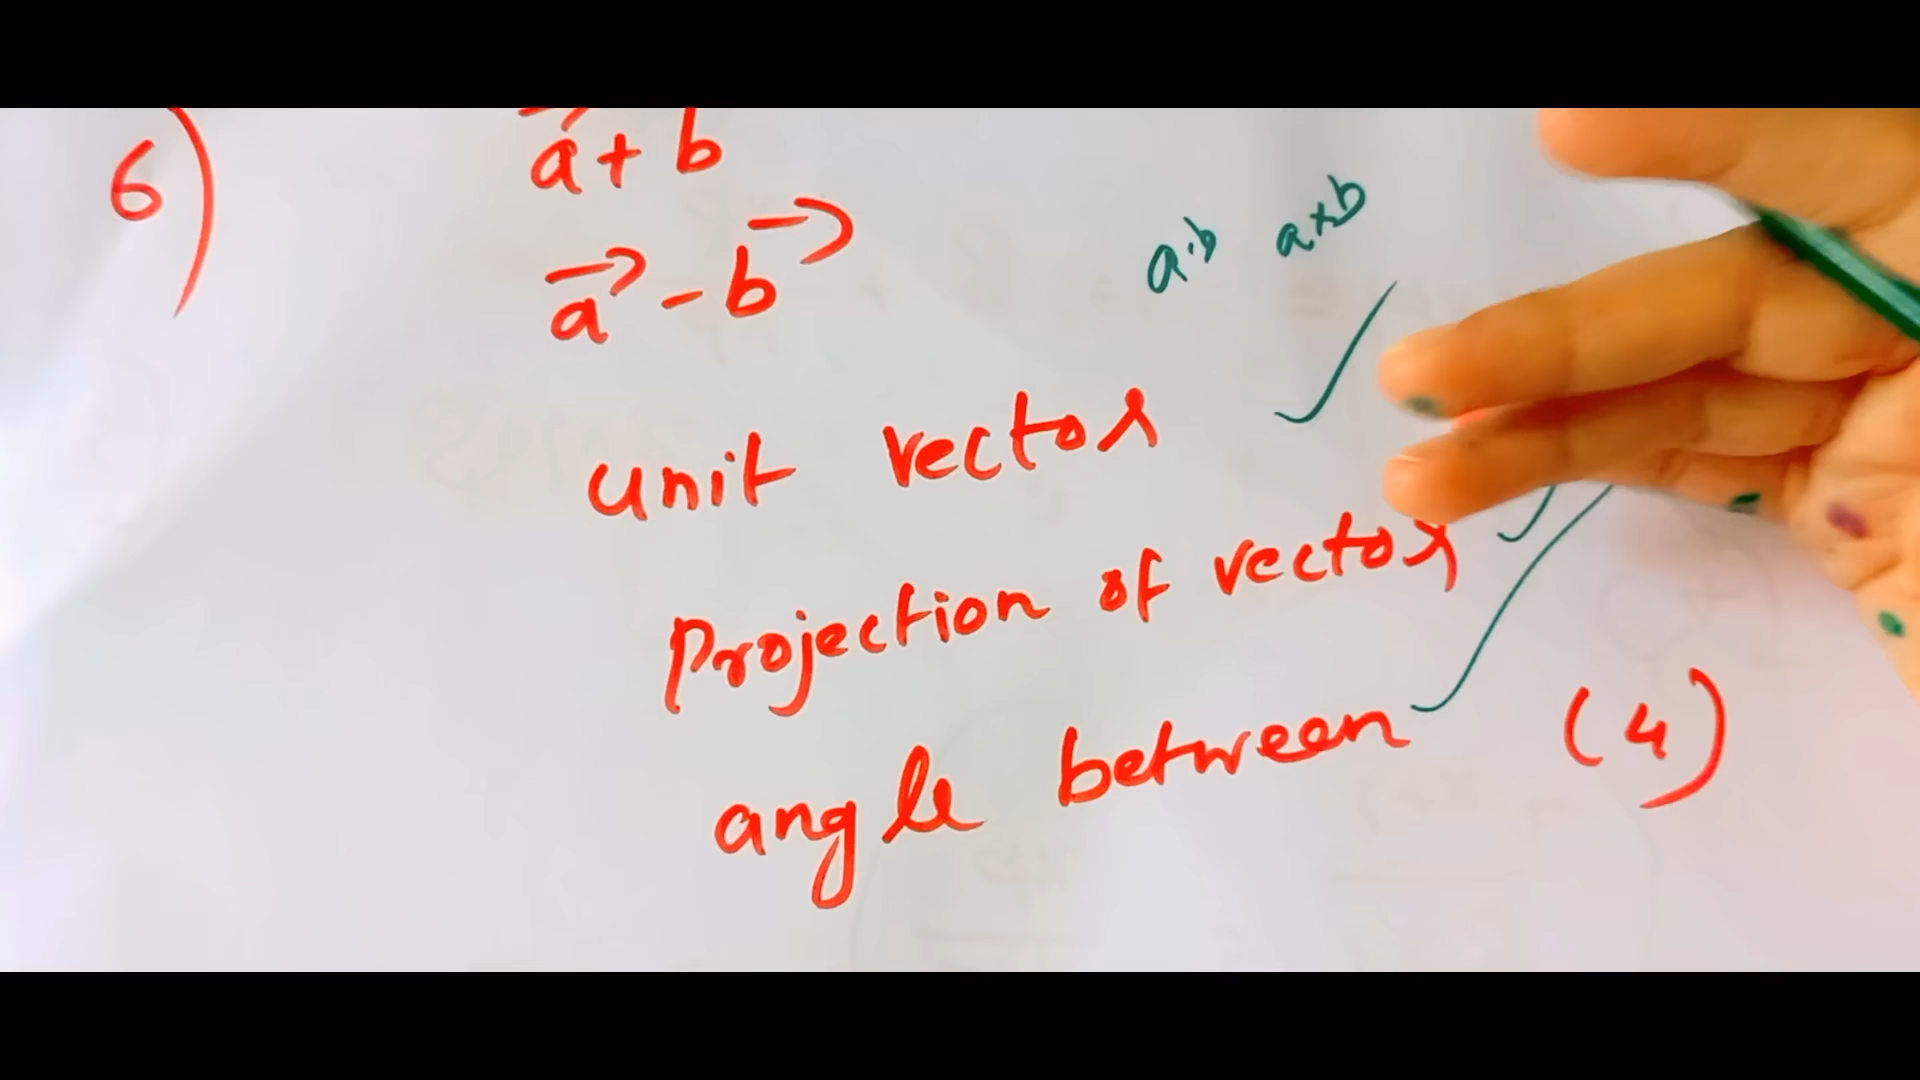 6)
a⃗ + b
a⃗ - b⃗
a.b a×b
unit vector
Projection of vector
angle between (4)